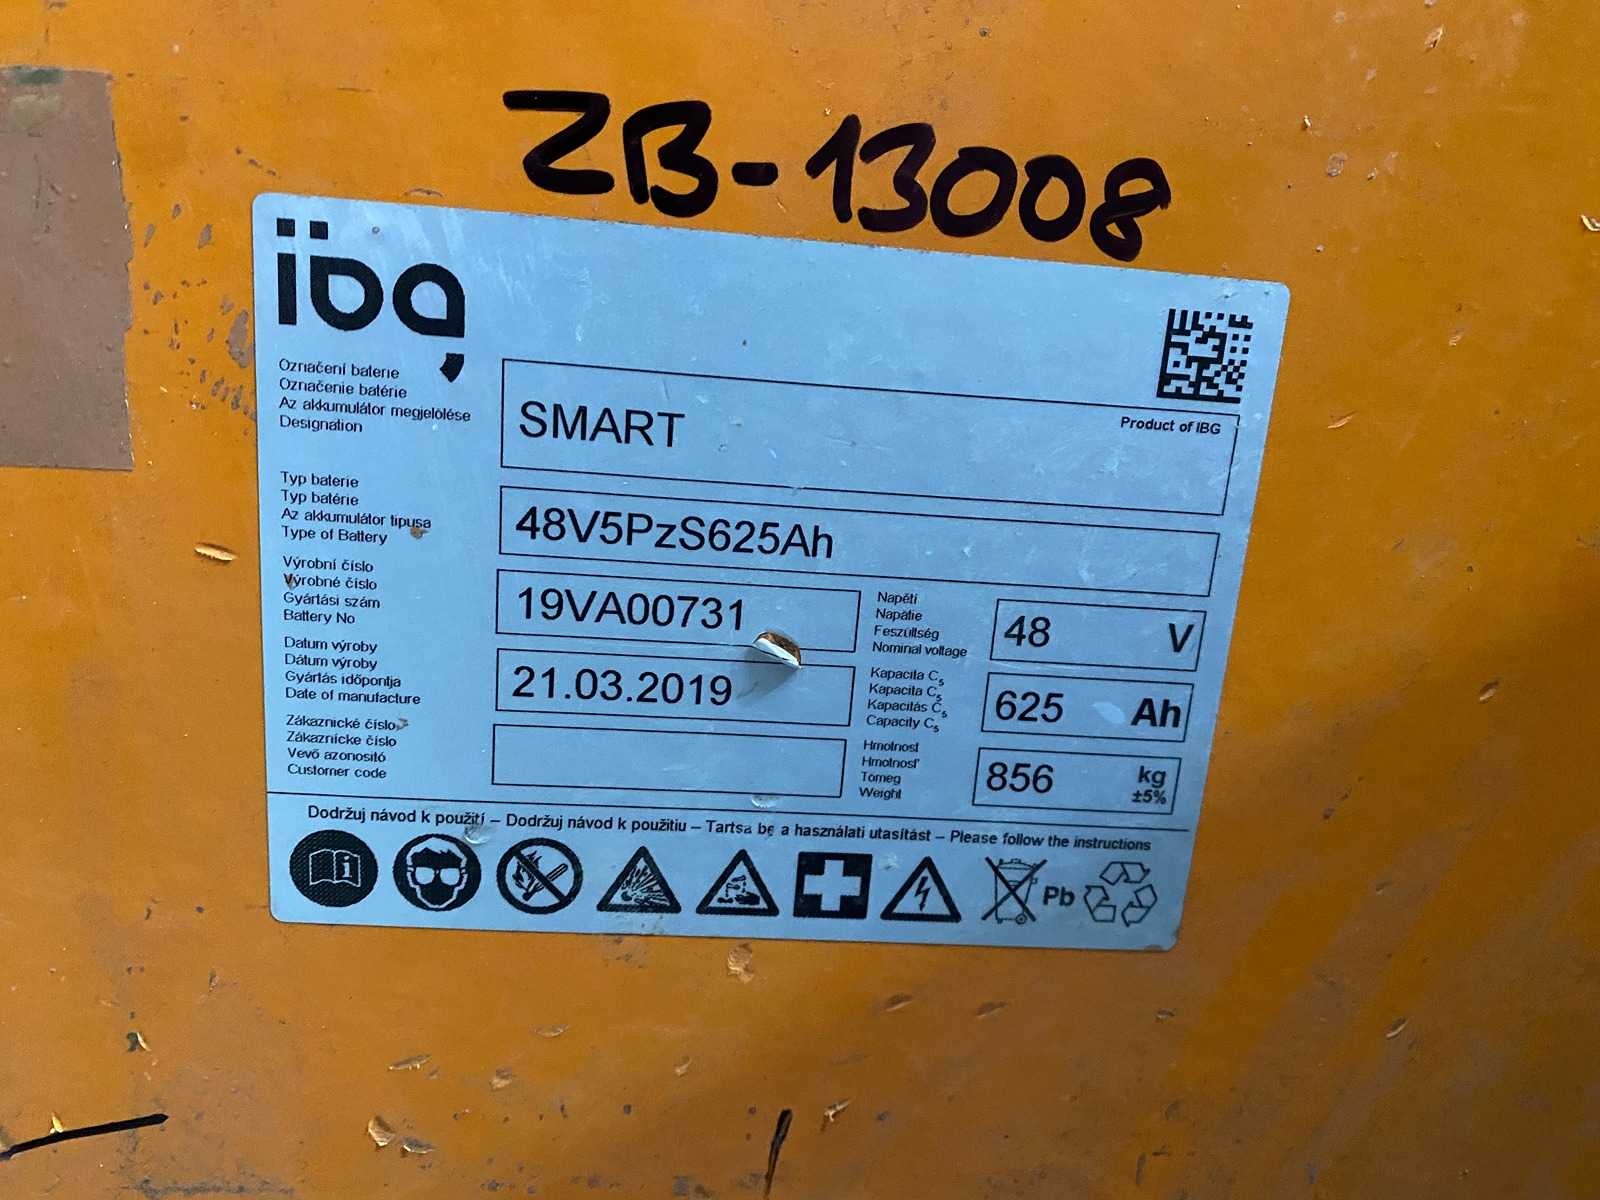 ZB-13008
ibg
Označení baterie
Označenie batérie
Az akkumulátor megjelölése
Designation
SMART
Product of IBG
Typ baterie
Typ batérie
Az akkumulátor típusa
Type of Battery
48V5PzS625Ah
Výrobní číslo
Výrobné číslo
Gyártási szám
Battery No
19VA00731
Napětí
Napätie
Feszültség
Nominal voltage
48 V
Datum výroby
Dátum výroby
Gyártás időpontja
Date of manufacture
21.03.2019
Kapacita C5
Kapacita C5
Kapacitás C5
Capacity C5
625 Ah
Zákaznické číslo
Zákaznícke číslo
Vevő azonosító
Customer code
Hmotnost
Hmotnosť
Tömeg
Weight
856 kg ±5%
Dodržuj návod k použití – Dodržuj návod k použitiu – Tartsa be a használati utasítást – Please follow the instructions
Pb